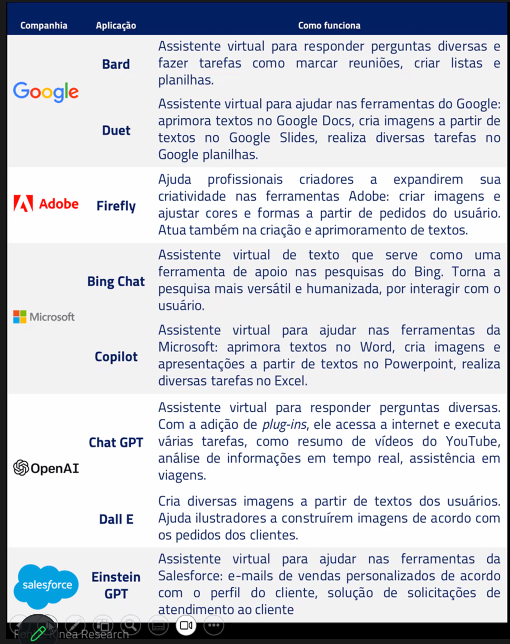 Companhia Aplicação Como funciona
Assistente virtual para responder perguntas diversas e
Bard fazer tarefas como marcar reuniões, criar listas e
planilhas.
Google
Assistente virtual para ajudar nas ferramentas do Google:
aprimora textos no Google Docs, cria imagens a partir de
Duet textos no Google Slides, realiza diversas tarefas no
Google planilhas.
Ajuda profissionais criadores a expandirem sua
criatividade nas ferramentas Adobe: criar imagens e
Adobe Firefly ajustar cores e formas a partir de pedidos do usuário.
Atua também na criação e aprimoramento de textos.
Assistente virtual de texto que serve como uma
Bing Chat ferramenta de apoio nas pesquisas do Bing. Torna a
pesquisa mais versátil e humanizada, por interagir com o
usuário.
Microsoft
Assistente virtual para ajudar nas ferramentas da
Copilot Microsoft: aprimora textos no Word, cria imagens e
apresentações a partir de textos no Powerpoint, realiza
diversas tarefas no Excel.
Assistente virtual para responder perguntas diversas.
Com a adição de plug-ins, ele acessa a internet e executa
Chat GPT várias tarefas, como resumo de vídeos do YouTube,
análise de informações em tempo real, assistência em
viagens.
OpenAI
Cria diversas imagens a partir de textos dos usuários.
Dall E Ajuda ilustradores a construírem imagens de acordo com
os pedidos dos clientes.
Assistente virtual para ajudar nas ferramentas da
salesforce Einstein GPT Salesforce: e-mails de vendas personalizados de acordo
com o perfil do cliente, solução de solicitações de
atendimento ao cliente
Research